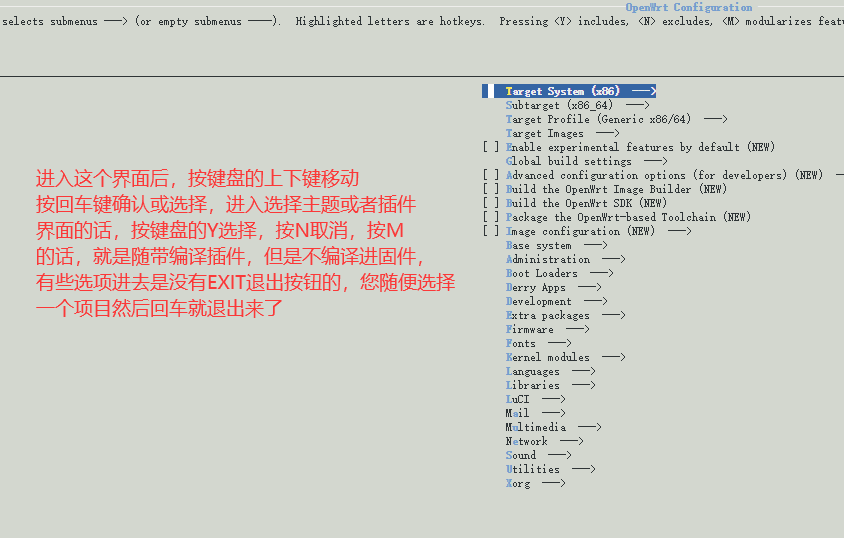 OpenWrt Configuration
selects submenus ---> (or empty submenus ----).  Highlighted letters are hotkeys.  Pressing <Y> includes, <N> excludes, <M> modularizes featu
Target System (x86)  --->
Subtarget (x86_64)  --->
Target Profile (Generic x86/64)  --->
Target Images  --->
[ ] Enable experimental features by default (NEW)
Global build settings  --->
[ ] Advanced configuration options (for developers) (NEW)  --
[ ] Build the OpenWrt Image Builder (NEW)
[ ] Build the OpenWrt SDK (NEW)
[ ] Package the OpenWrt-based Toolchain (NEW)
[ ] Image configuration (NEW)  --->
Base system  --->
Administration  --->
Boot Loaders  --->
Derry Apps  --->
Development  --->
Extra packages  --->
Firmware  --->
Fonts  --->
Kernel modules  --->
Languages  --->
Libraries  --->
LuCI  --->
Mail  --->
Multimedia  --->
Network  --->
Sound  --->
Utilities  --->
Xorg  --->
进入这个界面后，按键盘的上下键移动
按回车键确认或选择，进入选择主题或者插件
界面的话，按键盘的Y选择，按N取消，按M
的话，就是随带编译插件，但是不编译进固件，
有些选项进去是没有EXIT退出按钮的，您随便选择
一个项目然后回车就退出来了